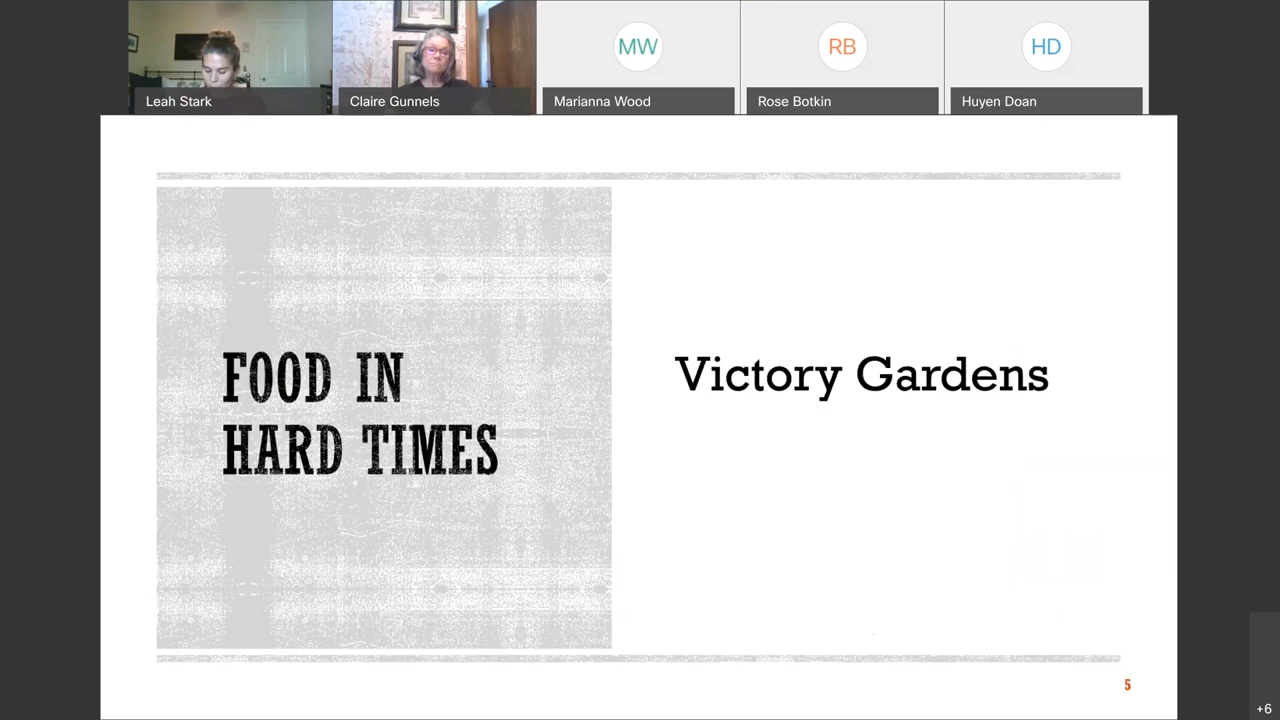 MW
RB
HD
Leah Stark
Claire Gunnels
Marianna Wood
Rose Botkin
Huyen Doan
FOOD IN
HARD TIMES
Victory Gardens
5
+6